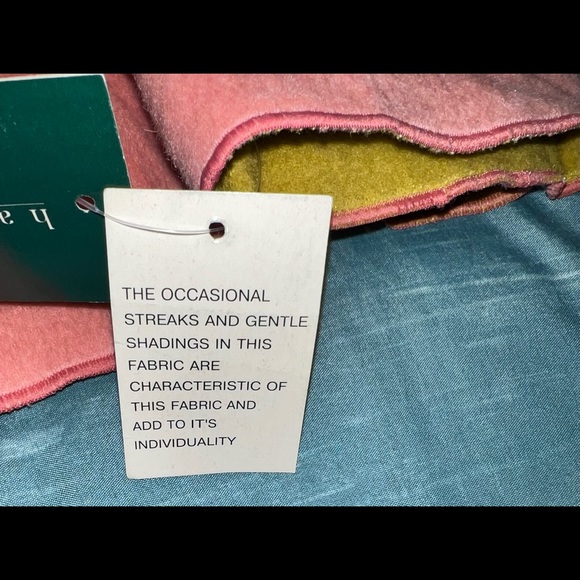 ha
THE OCCASIONAL
STREAKS AND GENTLE
SHADINGS IN THIS
FABRIC ARE
CHARACTERISTIC OF
THIS FABRIC AND
ADD TO IT'S
INDIVIDUALITY